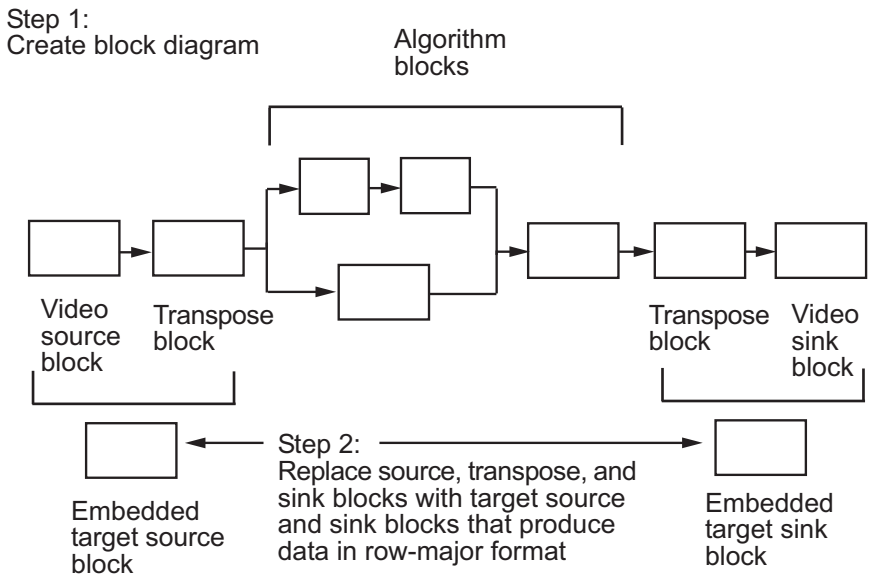 Step 1:
Create block diagram
Algorithm
blocks
Video
source
block
Transpose
block
Transpose
block
Video
sink
block
Embedded
target source
block
Step 2:
Replace source, transpose, and
sink blocks with target source
and sink blocks that produce
data in row-major format
Embedded
target sink
block